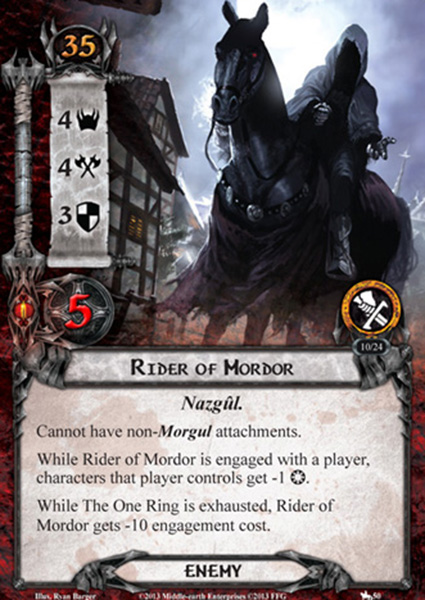 35
4
4
3
5
10/24
RIDER OF MORDOR
Nazgûl.
Cannot have non-Morgul attachments.
While Rider of Mordor is engaged with a player,
characters that player controls get -1 .
While The One Ring is exhausted, Rider of
Mordor gets -10 engagement cost.
ENEMY
Illus. Ryan Barger ©2013 Middle-earth Enterprises ©2013 FFG 50